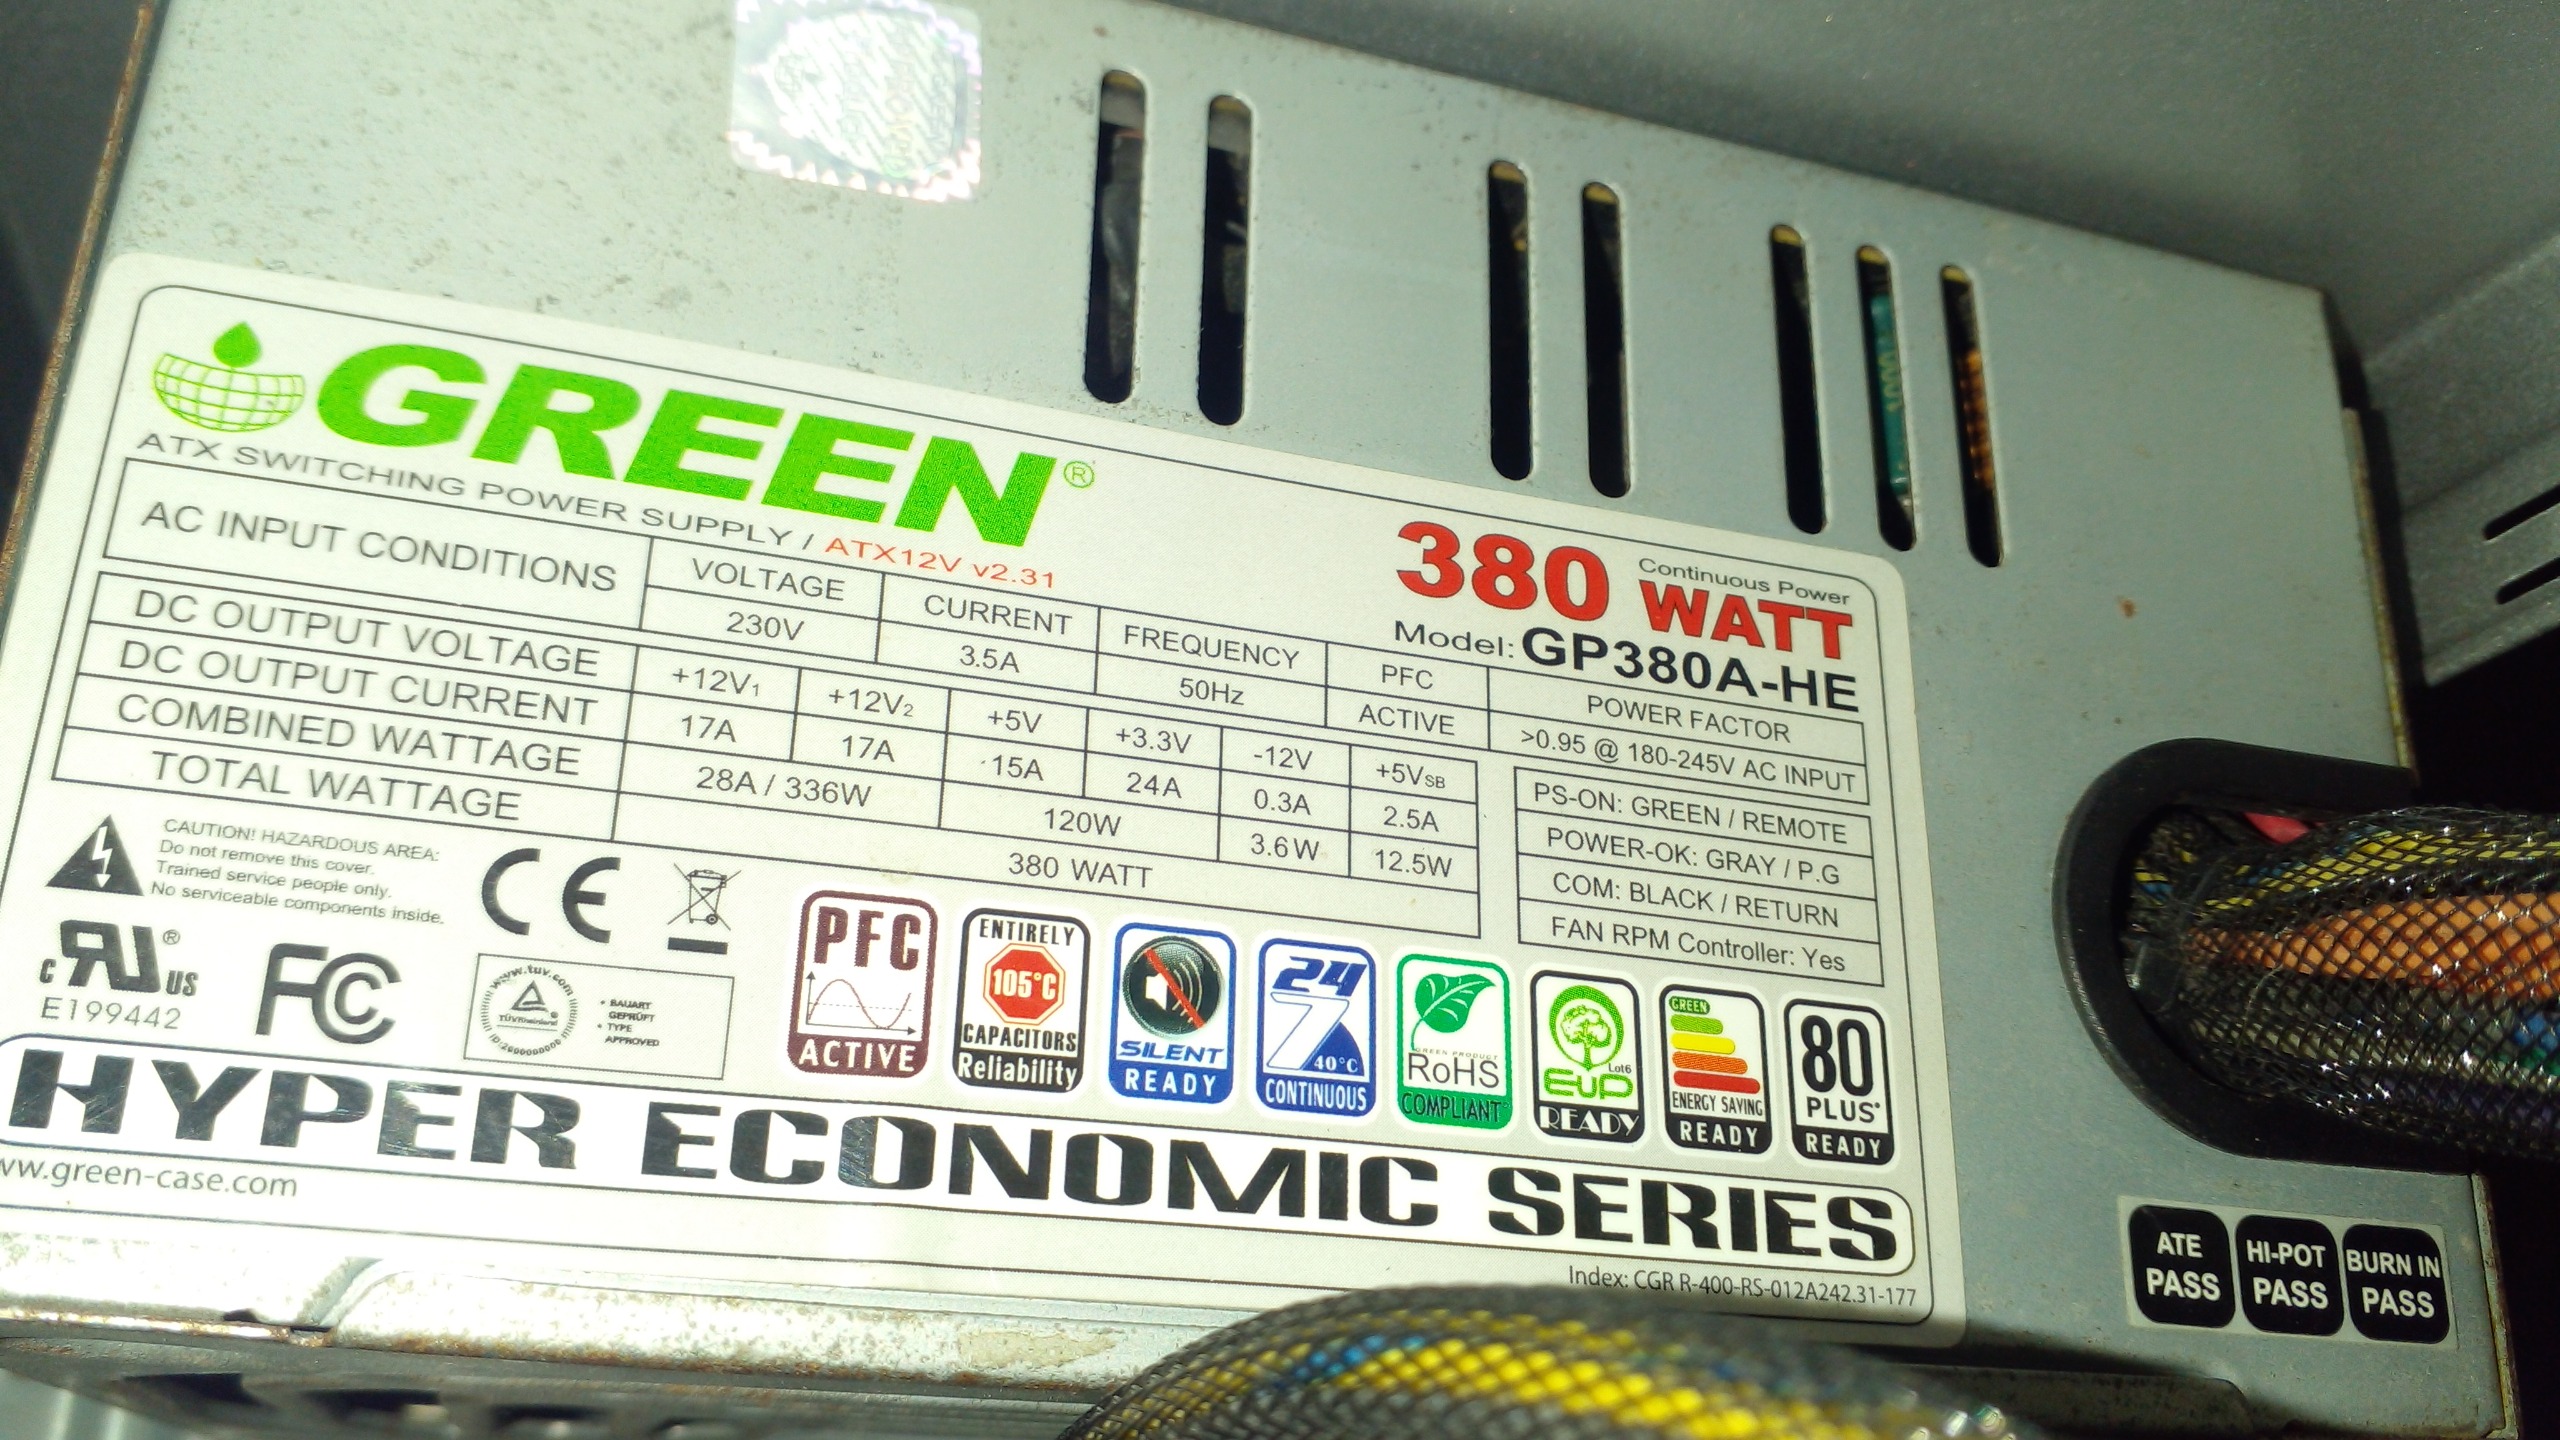 GREEN®
ATX SWITCHING POWER SUPPLY / ATX12V v2.31
380 WATT
Continuous Power
Model: GP380A-HE
AC INPUT CONDITIONS VOLTAGE CURRENT FREQUENCY PFC POWER FACTOR
230V 3.5A 50Hz ACTIVE >0.95 @ 180-245V AC INPUT
DC OUTPUT VOLTAGE +12V1 +12V2 +5V +3.3V -12V +5VSB
DC OUTPUT CURRENT 17A 17A 15A 24A 0.3A 2.5A
COMBINED WATTAGE 28A / 336W 120W 3.6W 12.5W
TOTAL WATTAGE 380 WATT
PS-ON: GREEN / REMOTE
POWER-OK: GRAY / P.G
COM: BLACK / RETURN
FAN RPM Controller: Yes
CAUTION! HAZARDOUS AREA:
Do not remove this cover.
Trained service people only.
No serviceable components inside.
CE
c RU ® US
E199442
FC
www.tuv.com
TÜVRheinland
• BAUART
GEPRÜFT
• TYPE
APPROVED
PFC
ACTIVE
ENTIRELY
105°C
CAPACITORS
Reliability
SILENT
READY
24
7
40°C
CONTINUOUS
GREEN PRODUCT
RoHS
COMPLIANT
EuP
Lot6
READY
GREEN
ENERGY SAVING
READY
80
PLUS
READY
HYPER ECONOMIC SERIES
ww.green-case.com
Index: CGR R-400-RS-012A242.31-177
ATE
PASS
HI-POT
PASS
BURN IN
PASS